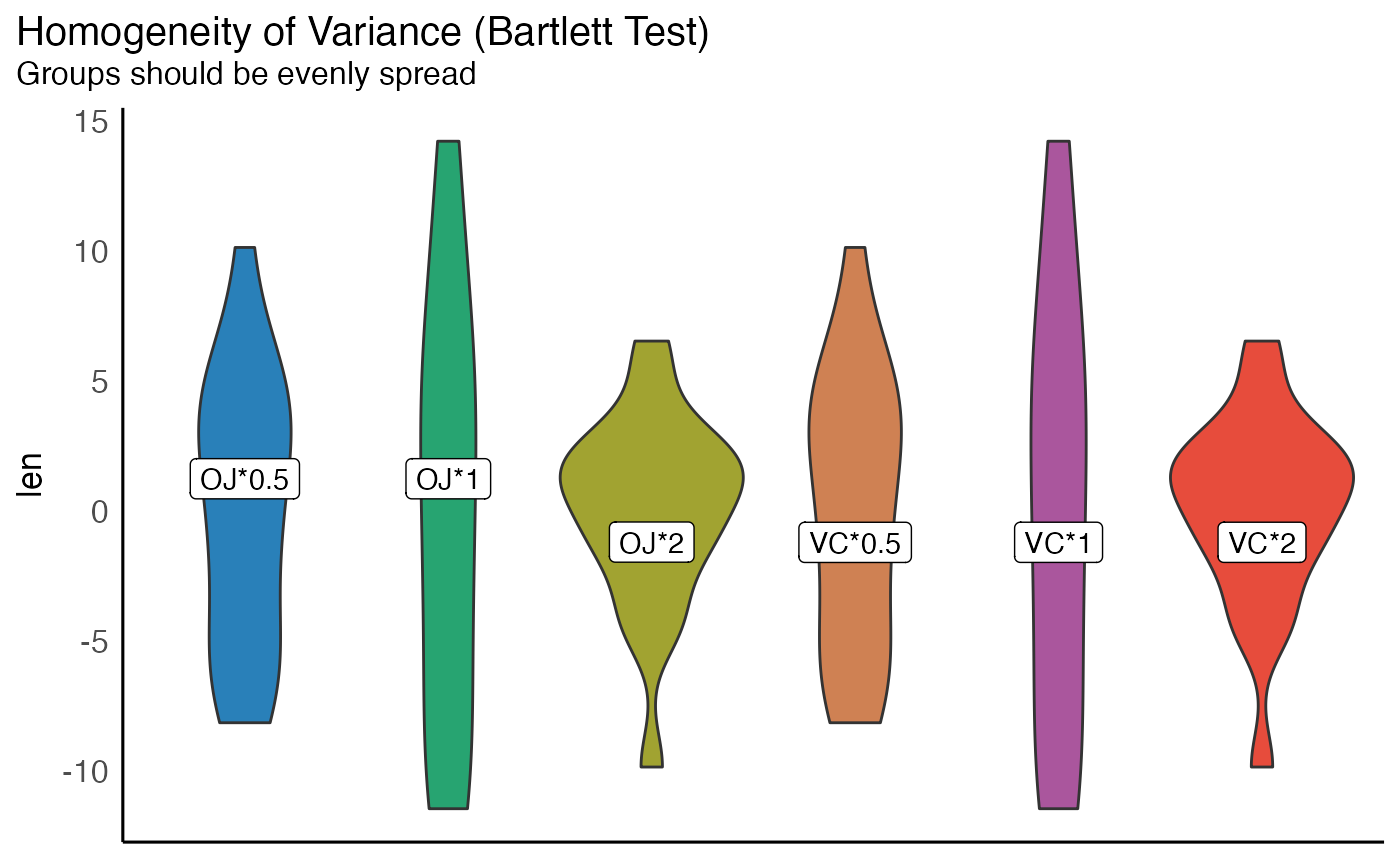 Homogeneity of Variance (Bartlett Test)
Groups should be evenly spread
15
10
5
0
-5
-10
len
OJ*0.5
OJ*1
OJ*2
VC*0.5
VC*1
VC*2